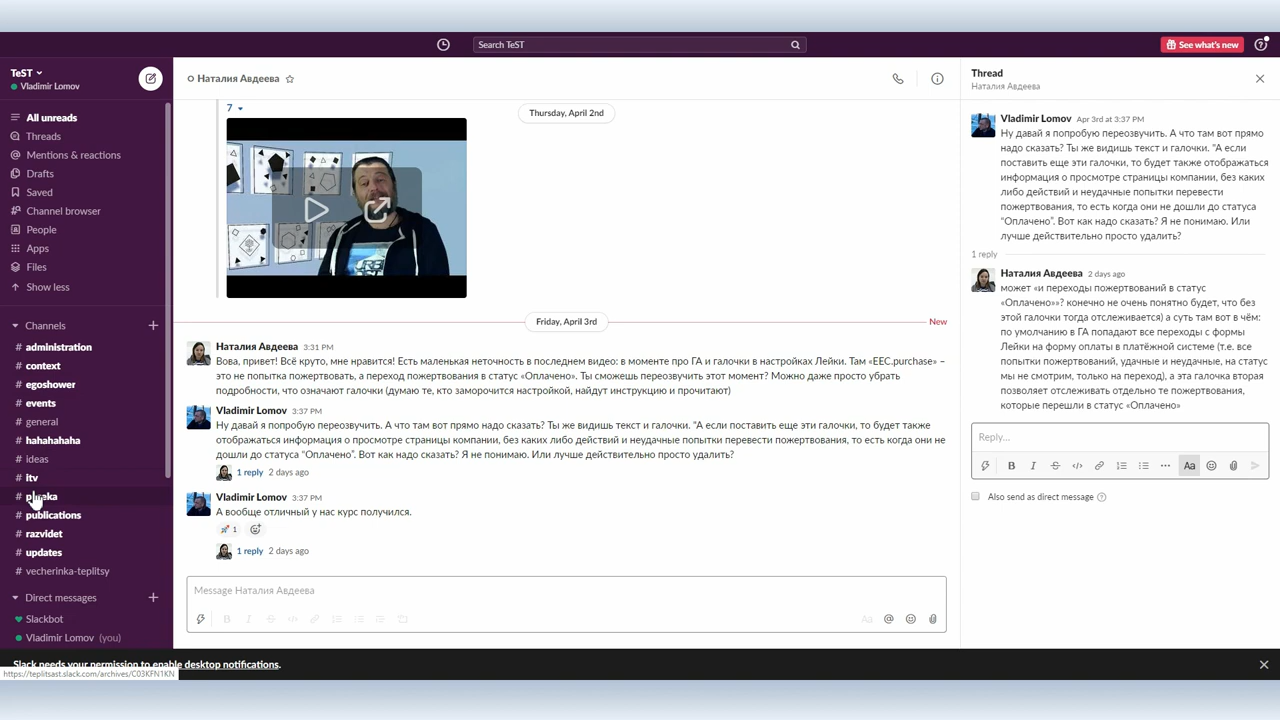 Search TeST
See what's new
TeST
Vladimir Lomov
All unreads
Threads
Mentions & reactions
Drafts
Saved
Channel browser
People
Apps
Files
Show less
Channels
# administration
# context
# egoshower
# events
# general
# hahahahaha
# ideas
# itv
# publications
# razvidet
# updates
# vecherinka-teplitsy
Direct messages
Slackbot
Vladimir Lomov (you)
Наталия Авдеева
7
Thursday, April 2nd
Friday, April 3rd
New
Наталия Авдеева 3:31 PM
Вова, привет! Всё круто, мне нравится! Есть маленькая неточность в последнем видео: в моменте про ГА и галочки в настройках Лейки. Там «EEC.purchase» –
это не попытка пожертвовать, а переход пожертвования в статус «Оплачено». Ты сможешь переозвучить этот момент? Можно даже просто убрать
подробности, что означают галочки (думаю те, кто заморочится настройкой, найдут инструкцию и прочитают)
Vladimir Lomov 3:37 PM
Ну давай я попробую переозвучить. А что там вот прямо надо сказать? Ты же видишь текст и галочки. "А если поставить еще эти галочки, то будет также
отображаться информация о просмотре страницы компании, без каких либо действий и неудачные попытки перевести пожертвования, то есть когда они не
дошли до статуса "Оплачено". Вот как надо сказать? Я не понимаю. Или лучше действительно просто удалить?
1 reply 2 days ago
Vladimir Lomov 3:37 PM
А вообще отличный у нас курс получился.
1
1 reply 2 days ago
Message Наталия Авдеева
Thread
Наталия Авдеева
Vladimir Lomov Apr 3rd at 3:37 PM
Ну давай я попробую переозвучить. А что там вот прямо
надо сказать? Ты же видишь текст и галочки. "А если
поставить еще эти галочки, то будет также отображаться
информация о просмотре страницы компании, без каких
либо действий и неудачные попытки перевести
пожертвования, то есть когда они не дошли до статуса
"Оплачено". Вот как надо сказать? Я не понимаю. Или
лучше действительно просто удалить?
1 reply
Наталия Авдеева 2 days ago
может «и переходы пожертвований в статус
«Оплачено»»? конечно не очень понятно будет, что без
этой галочки тогда отслеживается) а суть там вот в чём:
по умолчанию в ГА попадают все переходы с формы
Лейки на форму оплаты в платёжной системе (т.е. все
попытки пожертвований, удачные и неудачные, на статус
мы не смотрим, только на переход), а эта галочка вторая
позволяет отслеживать отдельно те пожертвования,
которые перешли в статус «Оплачено»
Reply...
Aa
Also send as direct message
Slack needs your permission to enable desktop notifications.
https://teplitsast.slack.com/archives/C03KFN1KN